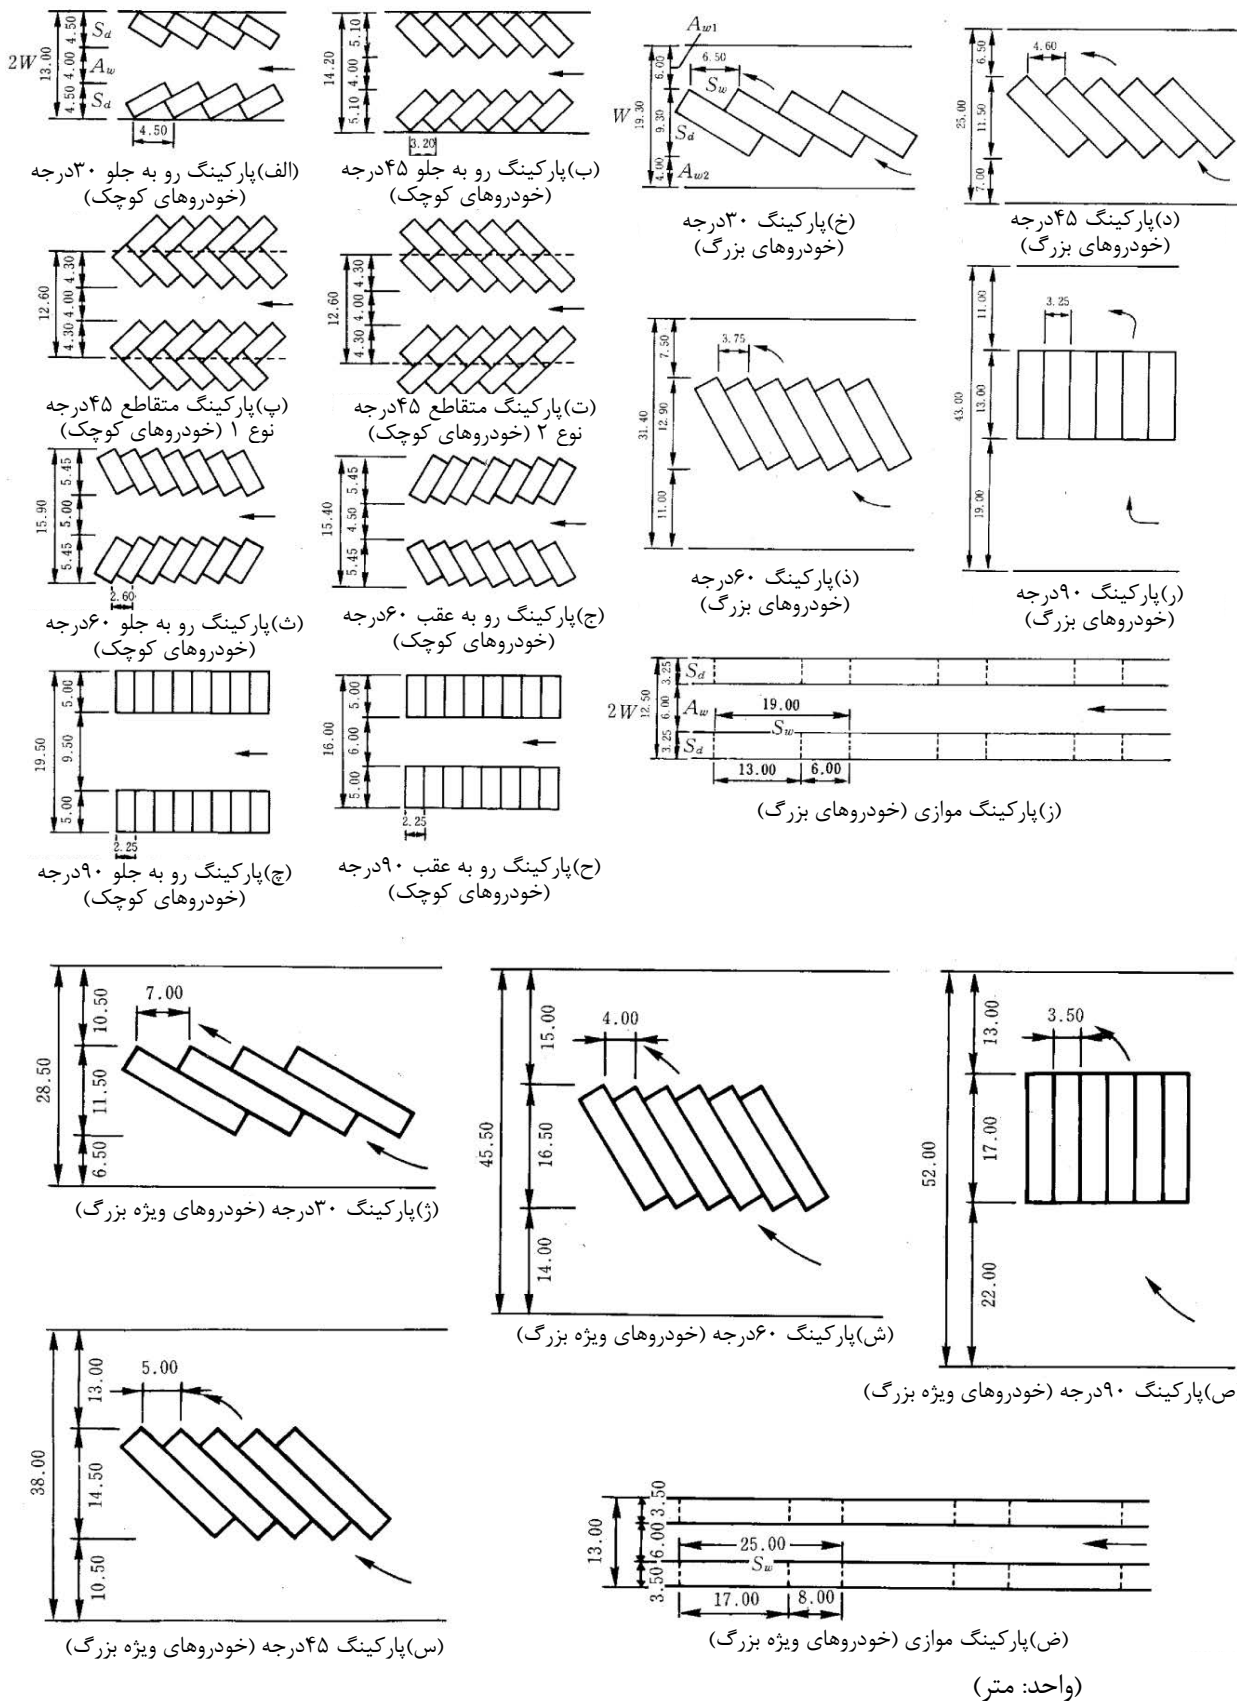 2W
13.00
4.50
4.00
4.50
S_d
A_w
S_d
4.50
(الف)پارکینگ رو به جلو ۳۰درجه
(خودروهای کوچک)
14.20
5.10
4.00
5.10
3.20
(ب)پارکینگ رو به جلو ۴۵درجه
(خودروهای کوچک)
A_w1
W
19.30
6.00
9.30
4.00
6.50
S_w
S_d
A_w2
(خ)پارکینگ ۳۰درجه
(خودروهای بزرگ)
25.00
6.50
11.50
7.00
4.60
(د)پارکینگ ۴۵درجه
(خودروهای بزرگ)
12.60
4.30
4.00
4.30
(پ)پارکینگ متقاطع ۴۵درجه
نوع ۱ (خودروهای کوچک)
12.60
4.30
4.00
4.30
(ت)پارکینگ متقاطع ۴۵درجه
نوع ۲ (خودروهای کوچک)
31.40
7.50
12.90
11.00
3.75
(ذ)پارکینگ ۶۰درجه
(خودروهای بزرگ)
43.00
11.00
13.00
19.00
3.25
(ر)پارکینگ ۹۰درجه
(خودروهای بزرگ)
15.90
5.45
5.00
5.45
2.60
(ث)پارکینگ رو به جلو ۶۰درجه
(خودروهای کوچک)
15.40
5.45
4.50
5.45
(ج)پارکینگ رو به عقب ۶۰درجه
(خودروهای کوچک)
19.50
5.00
9.50
5.00
2.25
(چ)پارکینگ رو به جلو ۹۰درجه
(خودروهای کوچک)
16.00
5.00
6.00
5.00
2.25
(ح)پارکینگ رو به عقب ۹۰درجه
(خودروهای کوچک)
2W
12.50
3.25
6.00
3.25
S_d
A_w
S_d
19.00
S_w
13.00
6.00
(ز)پارکینگ موازی (خودروهای بزرگ)
28.50
10.50
11.50
6.50
7.00
(ژ)پارکینگ ۳۰درجه (خودروهای ویژه بزرگ)
45.50
15.00
16.50
14.00
4.00
(ش)پارکینگ ۶۰درجه (خودروهای ویژه بزرگ)
52.00
13.00
17.00
22.00
3.50
ص)پارکینگ ۹۰درجه (خودروهای ویژه بزرگ)
38.00
13.00
14.50
10.50
5.00
(س)پارکینگ ۴۵درجه (خودروهای ویژه بزرگ)
13.00
3.50
6.00
3.50
25.00
S_w
17.00
8.00
(ض)پارکینگ موازی (خودروهای ویژه بزرگ)
(واحد: متر)